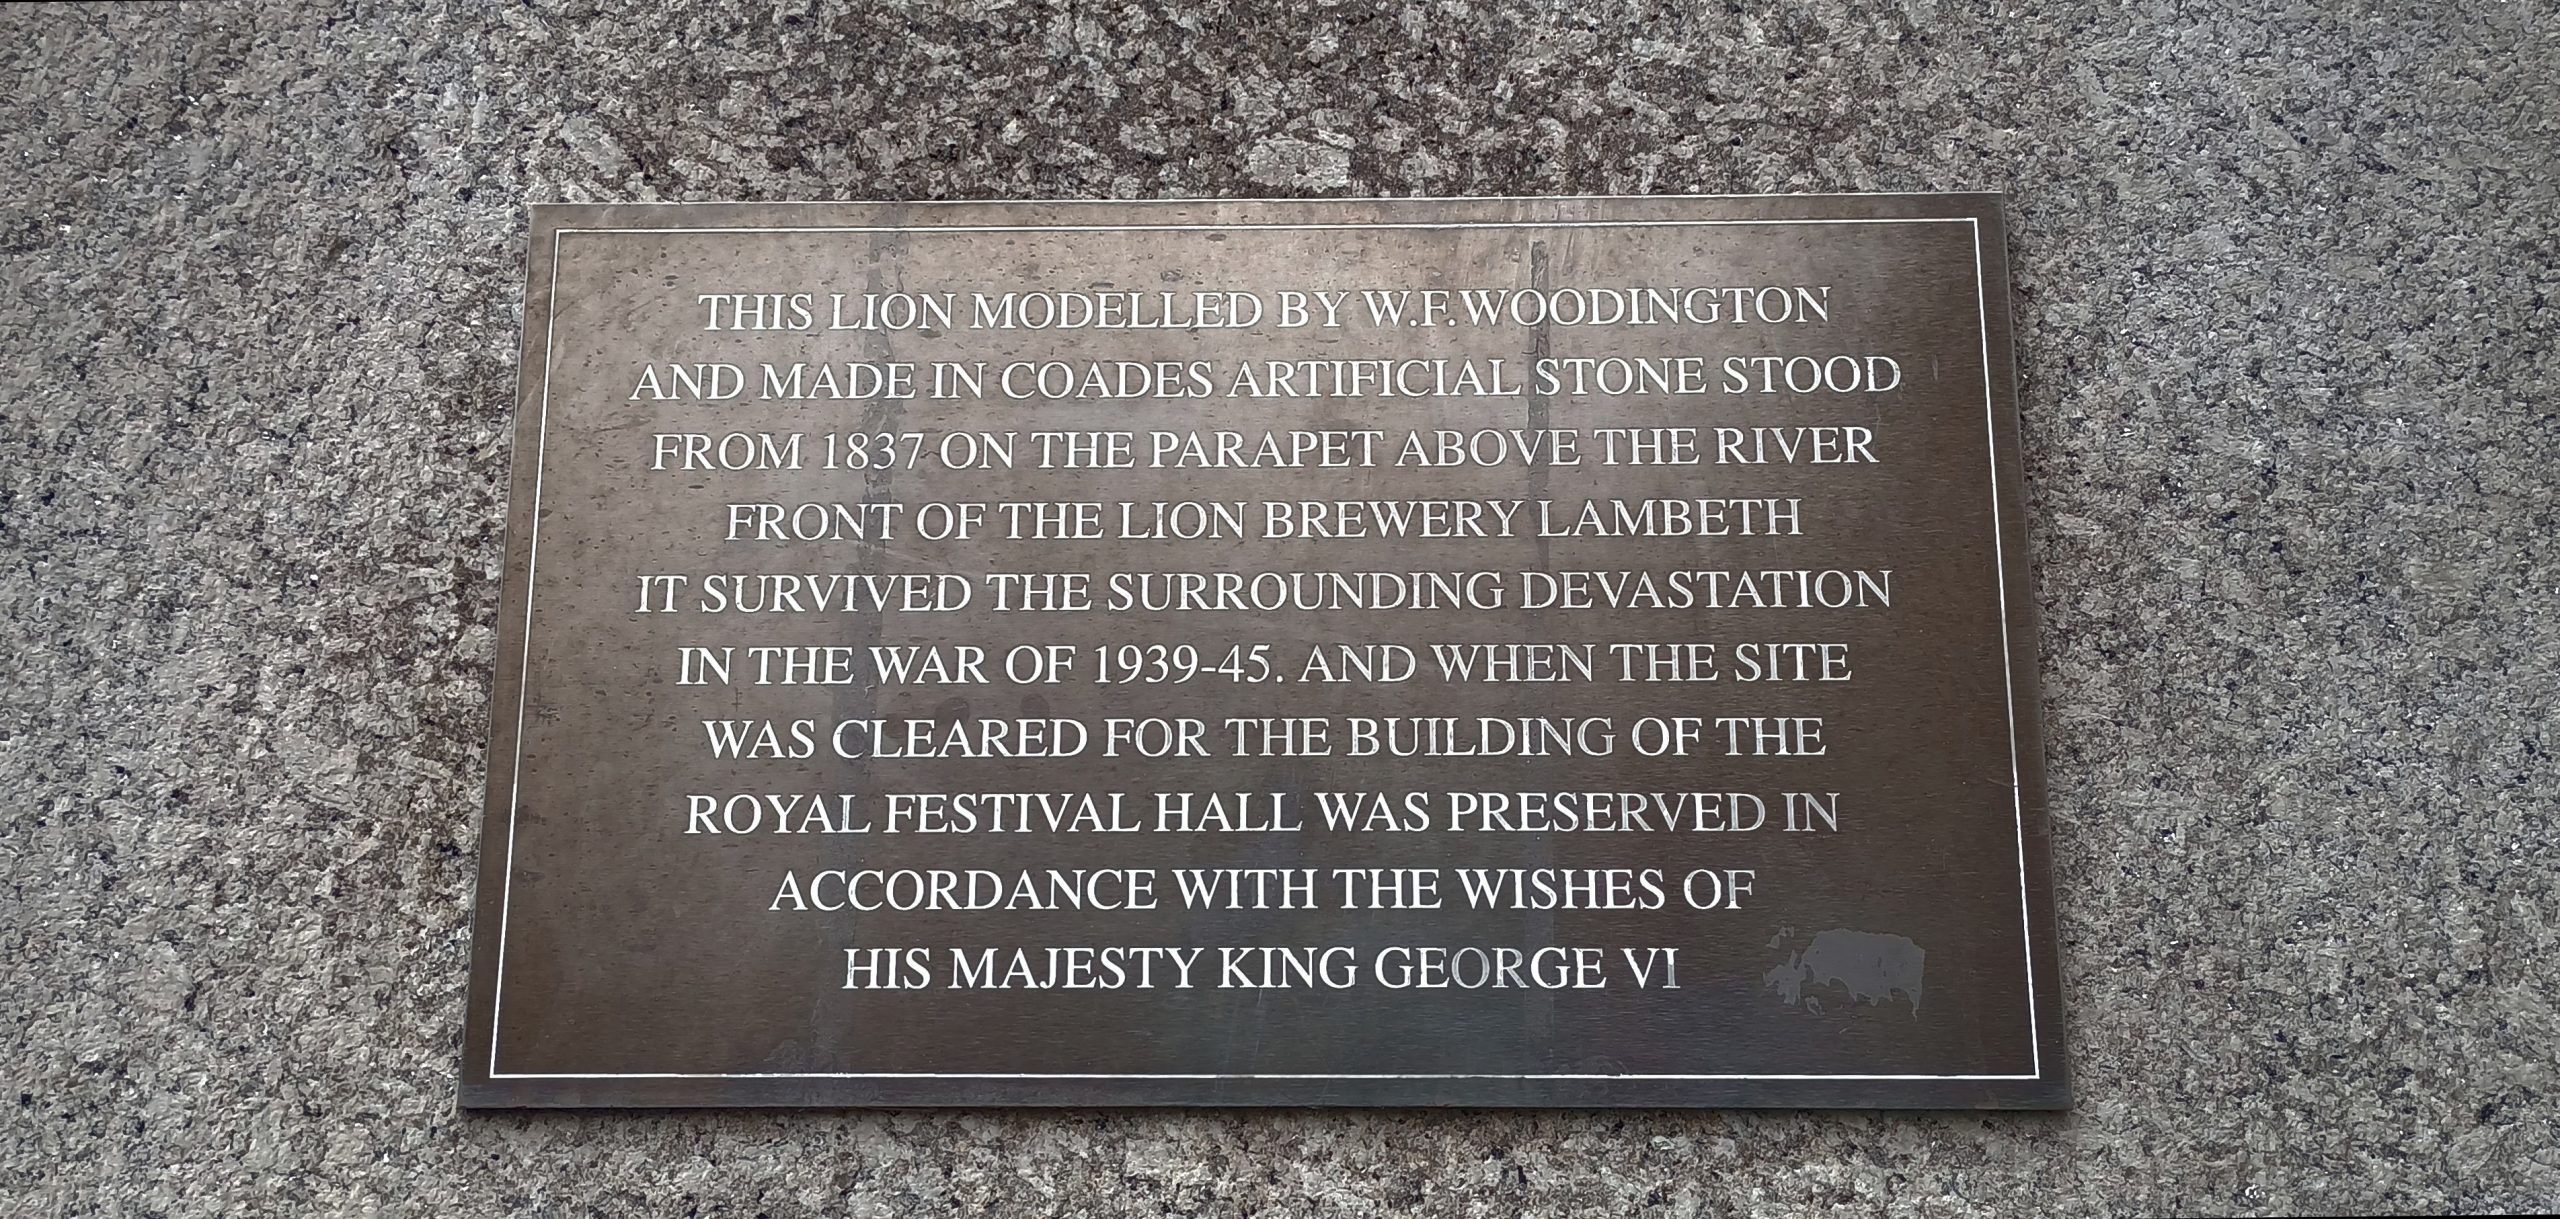 THIS LION MODELLED BY W.F.WOODINGTON
AND MADE IN COADES ARTIFICIAL STONE STOOD
FROM 1837 ON THE PARAPET ABOVE THE RIVER
FRONT OF THE LION BREWERY LAMBETH
IT SURVIVED THE SURROUNDING DEVASTATION
IN THE WAR OF 1939-45. AND WHEN THE SITE
WAS CLEARED FOR THE BUILDING OF THE
ROYAL FESTIVAL HALL WAS PRESERVED IN
ACCORDANCE WITH THE WISHES OF
HIS MAJESTY KING GEORGE VI